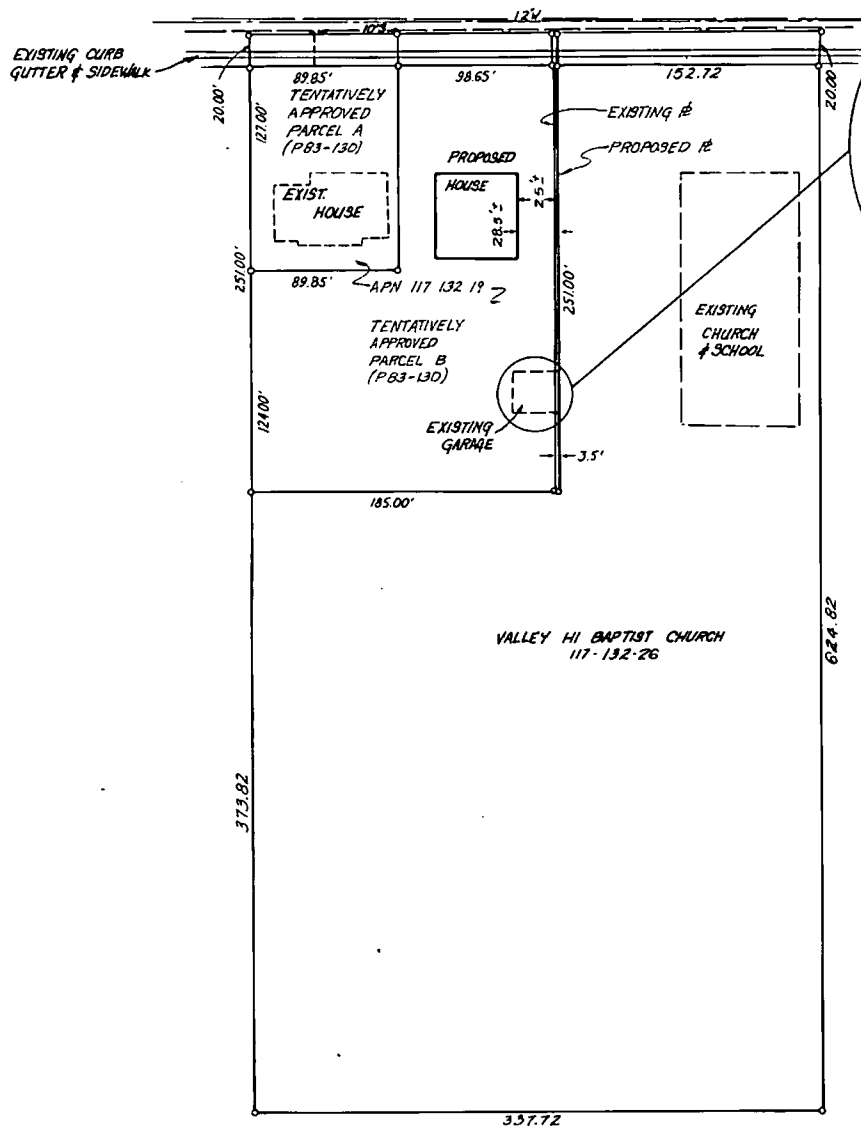 12"W
10"S
EXISTING CURB
GUTTER & SIDEWALK
20.00'
89.85'
98.65'
152.72
20.00
TENTATIVELY
APPROVED
PARCEL A
(P83-130)
127.00'
EXISTING ⅊
PROPOSED ⅊
PROPOSED
HOUSE
EXIST.
HOUSE
28.5'±
25'±
251.00'
89.85'
APN 117 132 19
251.00'
TENTATIVELY
APPROVED
PARCEL B
(P83-130)
EXISTING
CHURCH
& SCHOOL
124.00'
EXISTING
GARAGE
3.5'
185.00'
VALLEY HI BAPTIST CHURCH
117-132-26
624.82
373.82
337.72